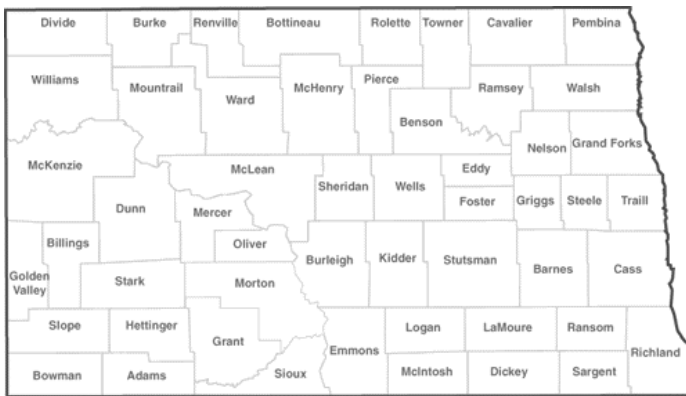 Divide
Burke
Renville
Bottineau
Rolette
Towner
Cavalier
Pembina
Williams
Mountrail
Ward
McHenry
Pierce
Benson
Ramsey
Walsh
McKenzie
Dunn
McLean
Mercer
Oliver
Sheridan
Wells
Eddy
Foster
Nelson
Grand Forks
Griggs
Steele
Traill
Billings
Golden
Valley
Stark
Morton
Burleigh
Kidder
Stutsman
Barnes
Cass
Slope
Hettinger
Grant
Emmons
Logan
LaMoure
Ransom
Richland
Bowman
Adams
Sioux
McIntosh
Dickey
Sargent